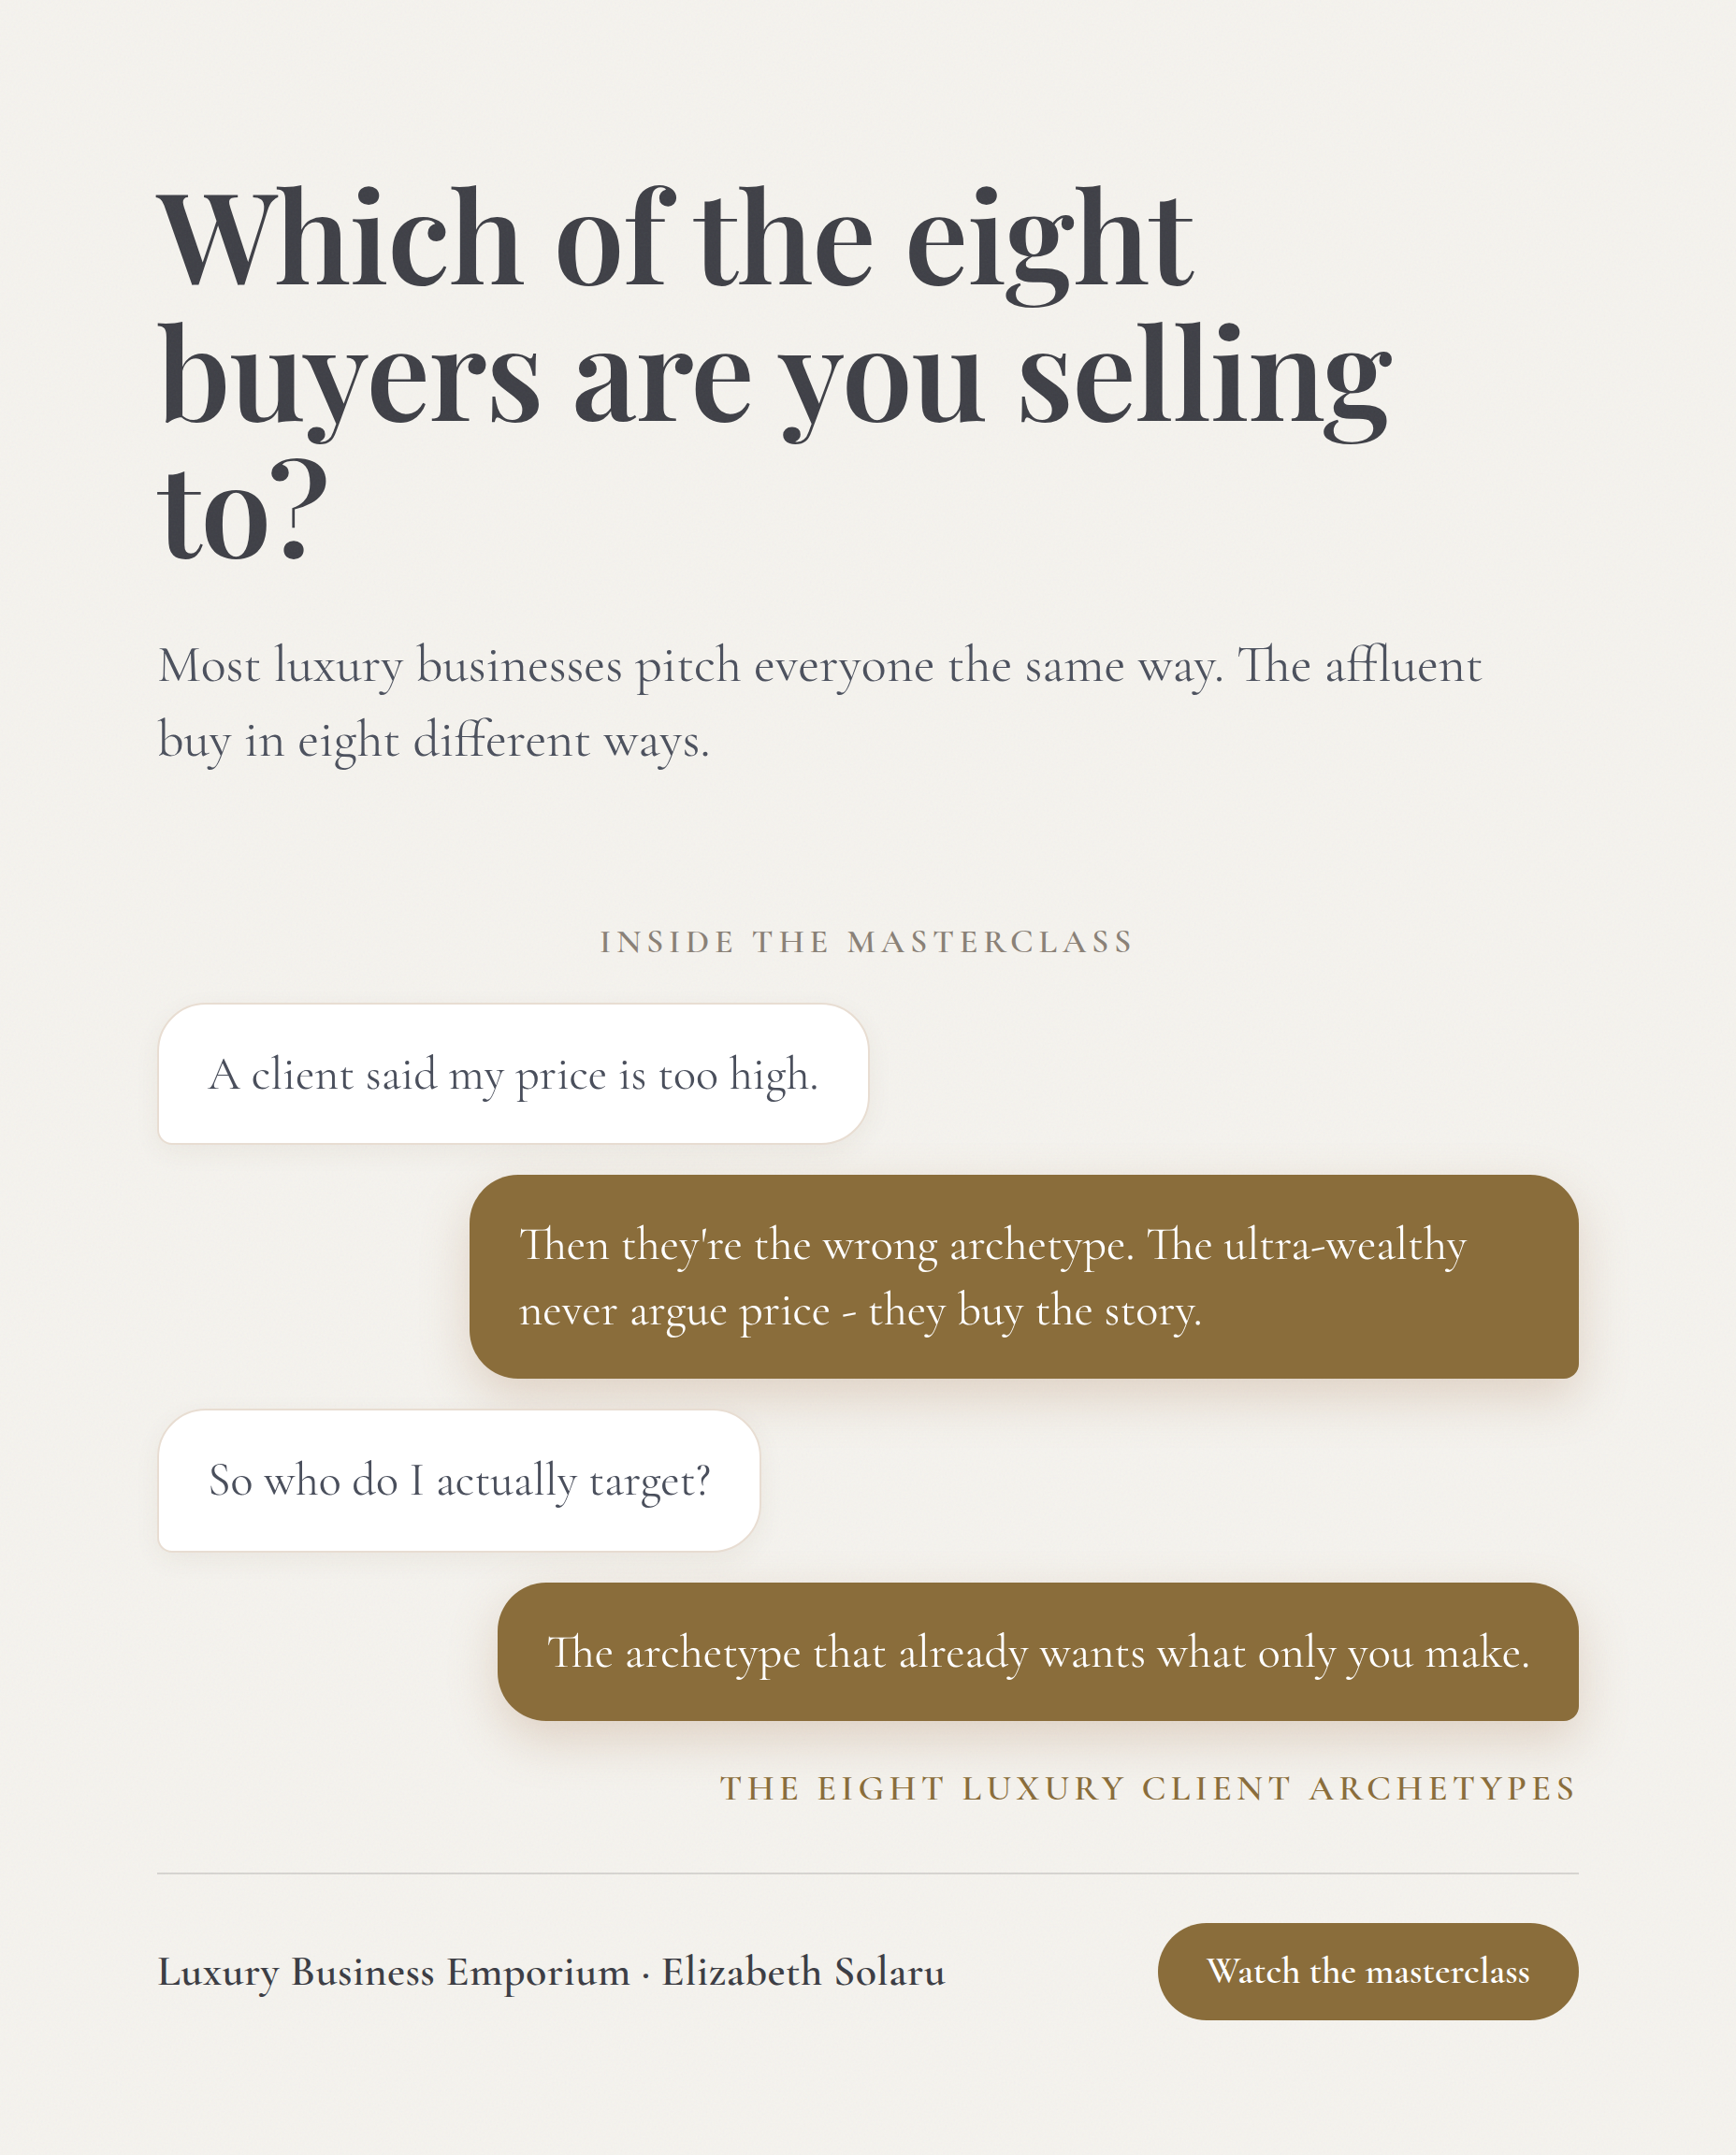 Which of the eight
buyers are you selling
to?
Most luxury businesses pitch everyone the same way. The affluent
buy in eight different ways.
INSIDE THE MASTERCLASS
A client said my price is too high.
Then they're the wrong archetype. The ultra-wealthy
never argue price - they buy the story.
So who do I actually target?
The archetype that already wants what only you make.
THE EIGHT LUXURY CLIENT ARCHETYPES
Luxury Business Emporium · Elizabeth Solaru
Watch the masterclass